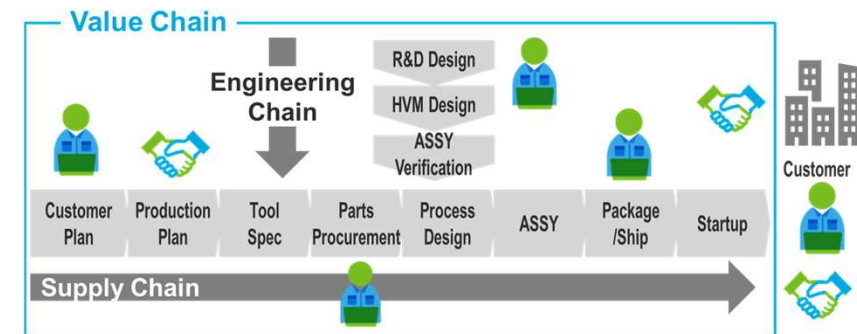 Value Chain
Engineering
Chain
R&D Design
HVM Design
ASSY
Verification
Customer
Plan
Production
Plan
Tool
Spec
Parts
Procurement
Process
Design
ASSY
Package
/Ship
Startup
Supply Chain
Customer